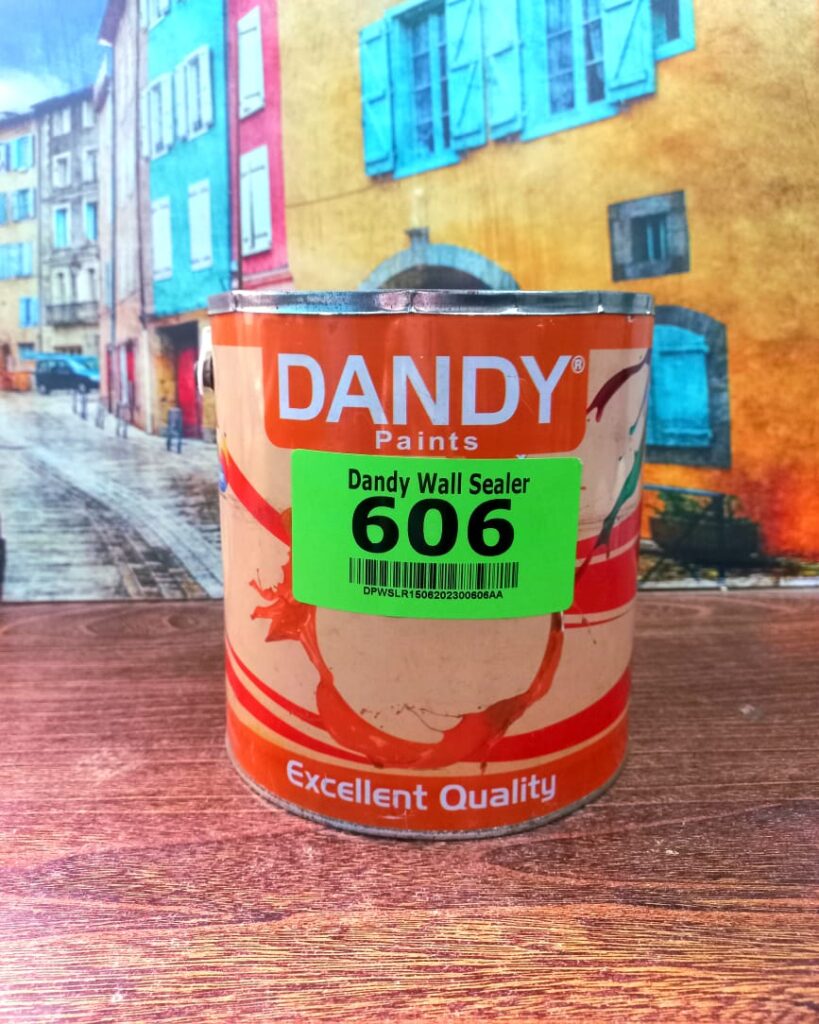 DANDY®
Paints
Dandy Wall Sealer
606
DPWSLR1506202300606AA
Excellent Quality